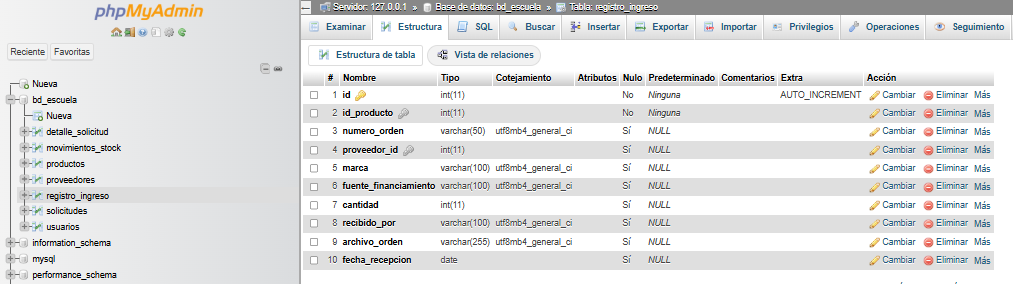 phpMyAdmin
Reciente Favoritas
Nueva
bd_escuela
Nueva
detalle_solicitud
movimientos_stock
productos
proveedores
registro_ingreso
solicitudes
usuarios
information_schema
mysql
performance_schema
Servidor: 127.0.0.1 » Base de datos: bd_escuela » Tabla: registro_ingreso
Examinar Estructura SQL Buscar Insertar Exportar Importar Privilegios Operaciones Seguimiento
Estructura de tabla Vista de relaciones
# Nombre Tipo Cotejamiento Atributos Nulo Predeterminado Comentarios Extra Acción
1 id int(11) No Ninguna AUTO_INCREMENT Cambiar Eliminar Más
2 id_producto int(11) No Ninguna Cambiar Eliminar Más
3 numero_orden varchar(50) utf8mb4_general_ci Sí NULL Cambiar Eliminar Más
4 proveedor_id int(11) Sí NULL Cambiar Eliminar Más
5 marca varchar(100) utf8mb4_general_ci Sí NULL Cambiar Eliminar Más
6 fuente_financiamiento varchar(100) utf8mb4_general_ci Sí NULL Cambiar Eliminar Más
7 cantidad int(11) Sí NULL Cambiar Eliminar Más
8 recibido_por varchar(100) utf8mb4_general_ci Sí NULL Cambiar Eliminar Más
9 archivo_orden varchar(255) utf8mb4_general_ci Sí NULL Cambiar Eliminar Más
10 fecha_recepcion date Sí NULL Cambiar Eliminar Más